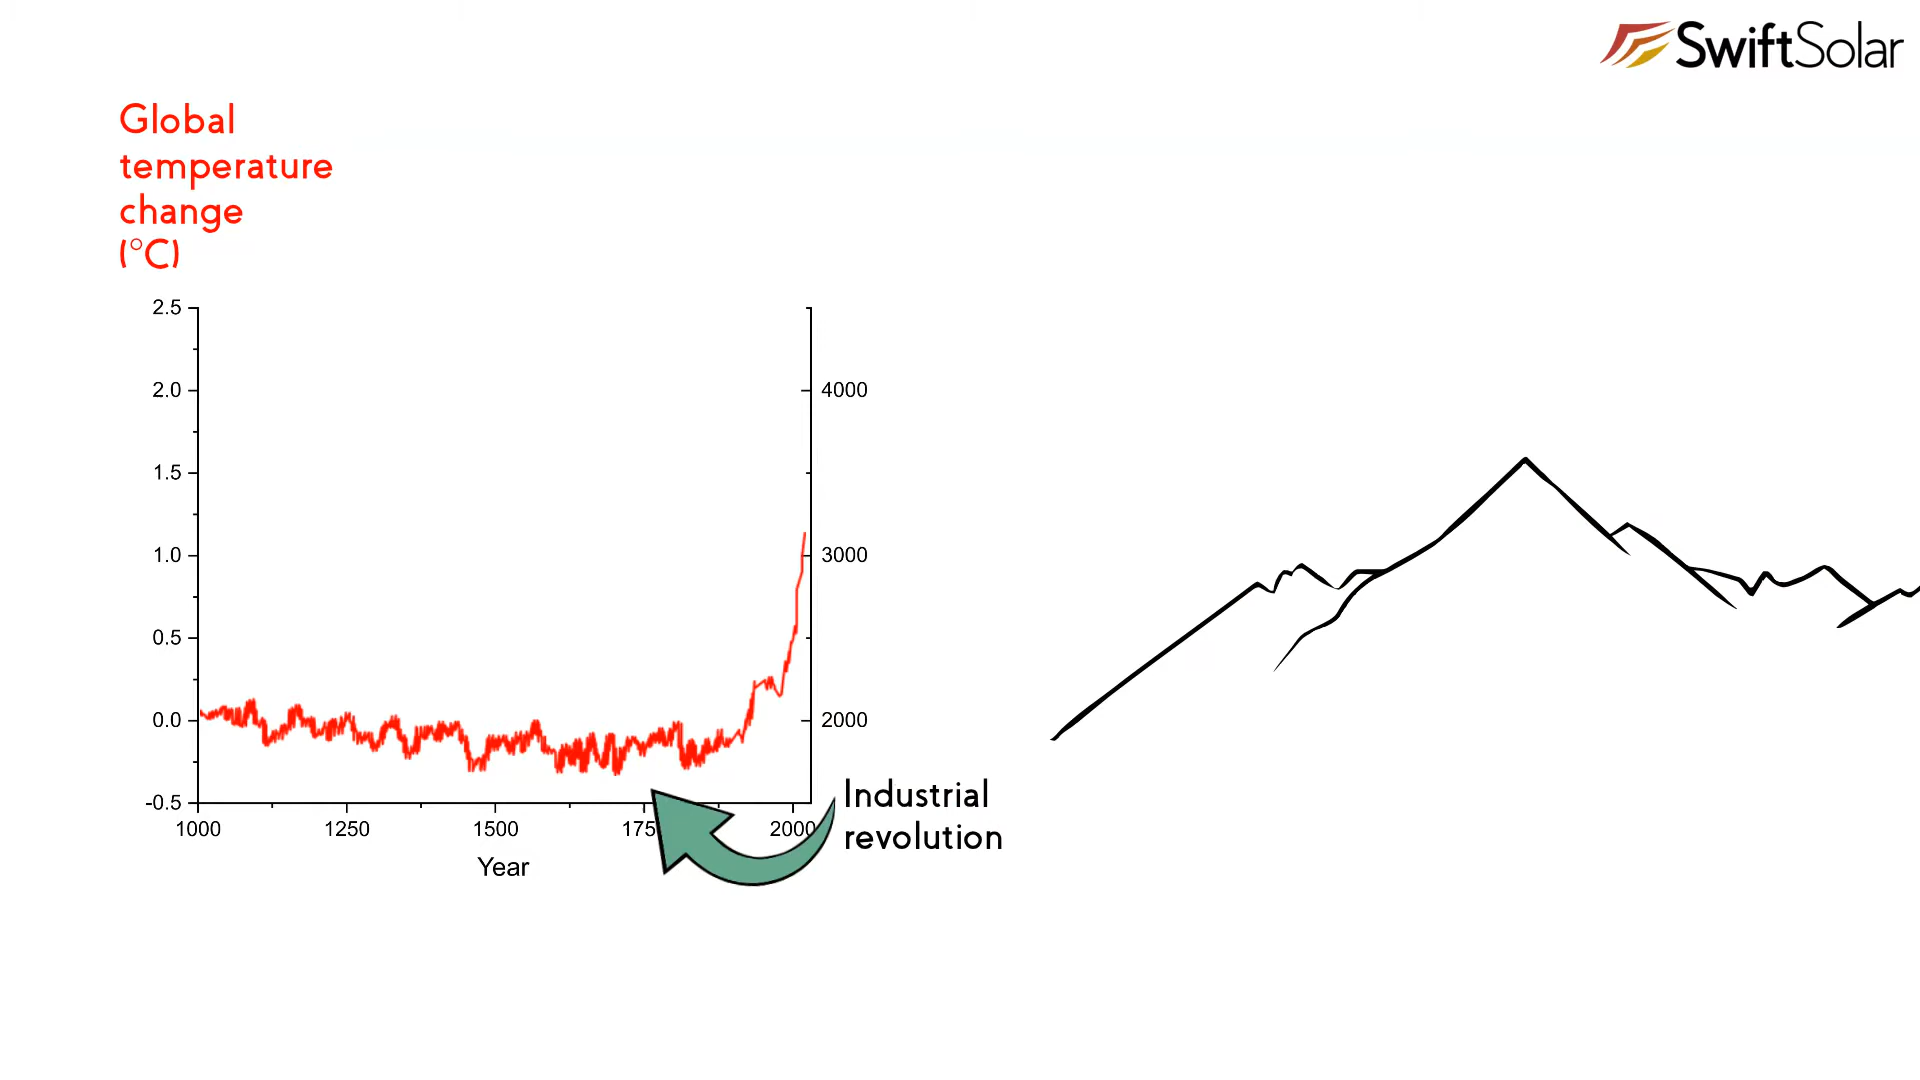 SwiftSolar
Global
temperature
change
(°C)
2.5
2.0
1.5
1.0
0.5
0.0
-0.5
4000
3000
2000
1000
1250
1500
175
2000
Year
Industrial
revolution